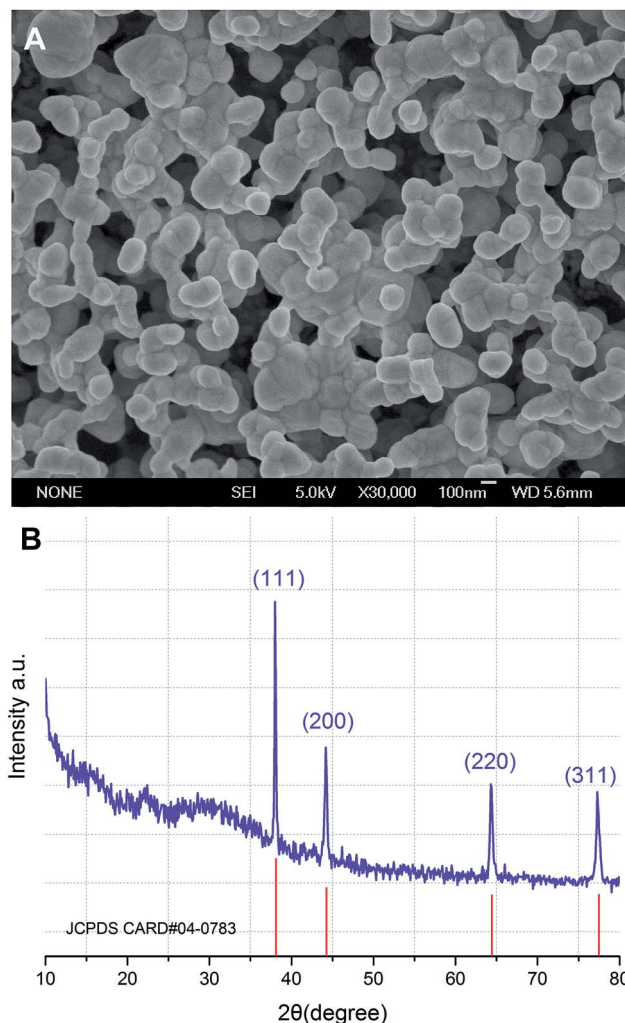 A
NONE SEI 5.0kV X30,000 100nm WD 5.6mm
B
Intensity a.u.
(111)
(200)
(220)
(311)
JCPDS CARD#04-0783
10 20 30 40 50 60 70 80
2θ(degree)